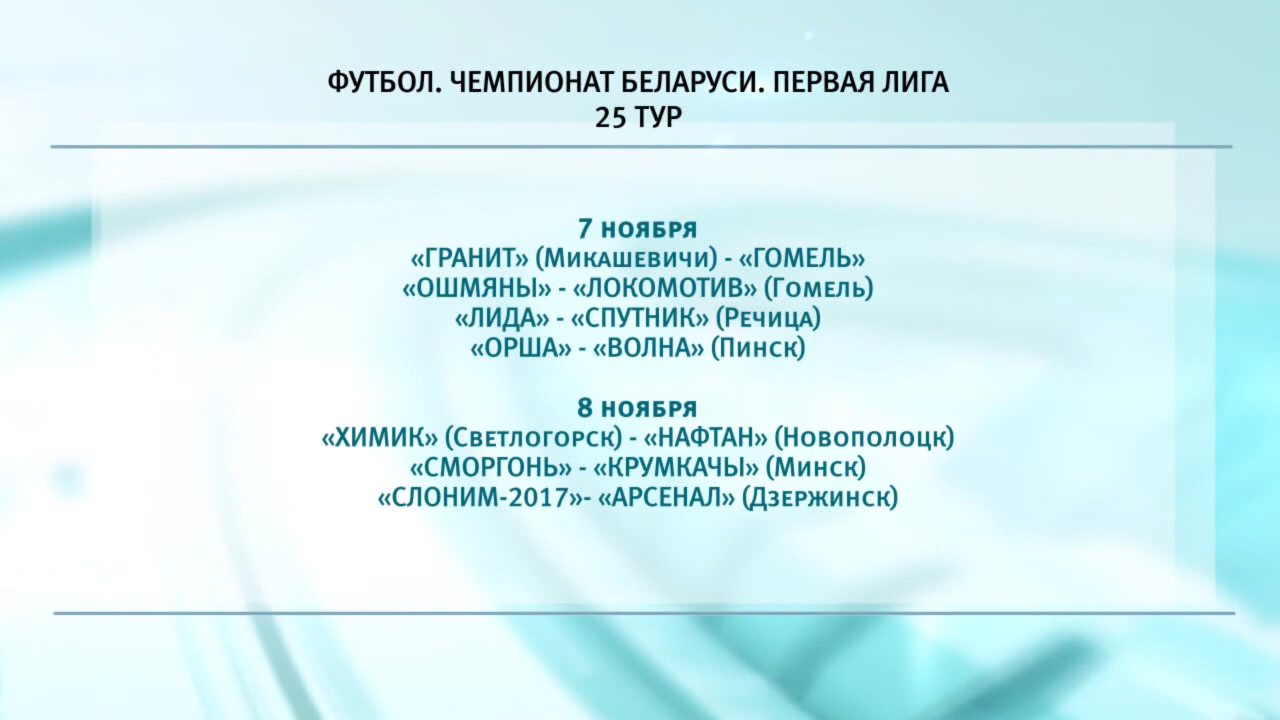 ФУТБОЛ. ЧЕМПИОНАТ БЕЛАРУСИ. ПЕРВАЯ ЛИГА
25 ТУР
7 НОЯБРЯ
«ГРАНИТ» (Микашевичи) - «ГОМЕЛЬ»
«ОШМЯНЫ» - «ЛОКОМОТИВ» (Гомель)
«ЛИДА» - «СПУТНИК» (Речица)
«ОРША» - «ВОЛНА» (Пинск)
8 НОЯБРЯ
«ХИМИК» (Светлогорск) - «НАФТАН» (Новополоцк)
«СМОРГОНЬ» - «КРУМКАЧЫ» (Минск)
«СЛОНИМ-2017»- «АРСЕНАЛ» (Дзержинск)